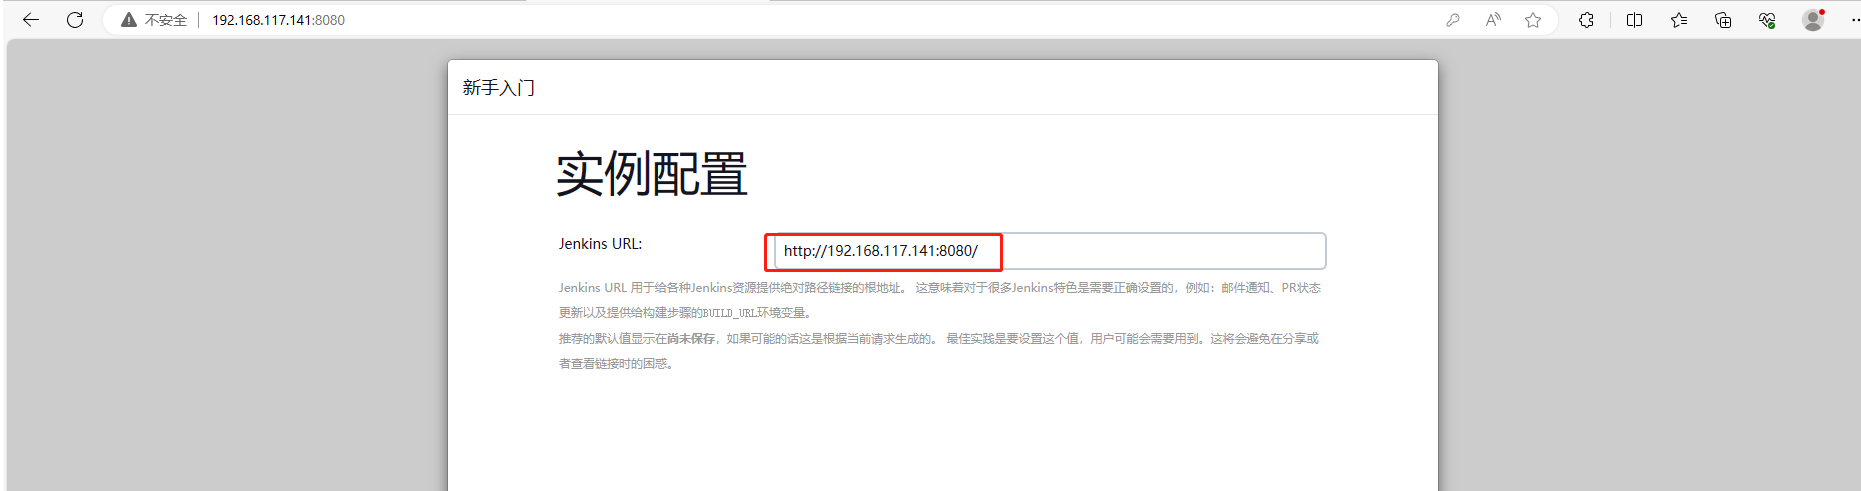 不安全 192.168.117.141:8080
新手入门
实例配置
Jenkins URL:
http://192.168.117.141:8080/
Jenkins URL 用于给各种Jenkins资源提供绝对路径链接的根地址。 这意味着对于很多Jenkins特色是需要正确设置的，例如：邮件通知、PR状态
更新以及提供给构建步骤的BUILD_URL环境变量。
推荐的默认值显示在尚未保存，如果可能的话这是根据当前请求生成的。 最佳实践是要设置这个值，用户可能会需要用到。这将会避免在分享或
者查看链接时的困惑。